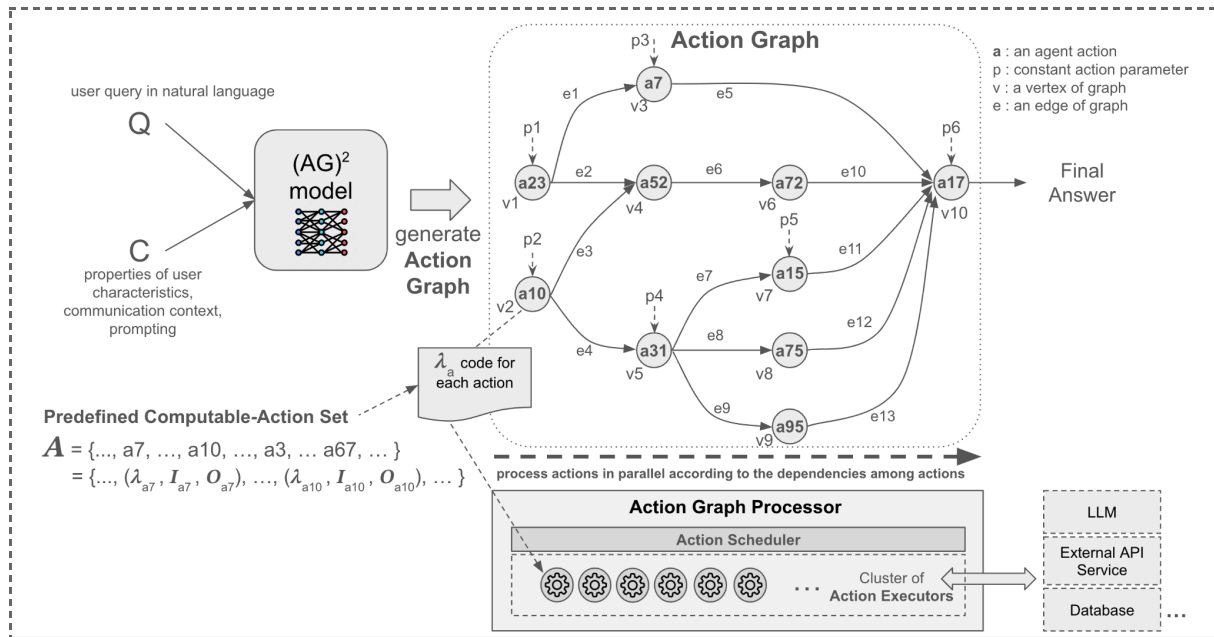 Action Graph
a : an agent action
p : constant action parameter
v : a vertex of graph
e : an edge of graph
user query in natural language
Q
C
properties of user
characteristics,
communication context,
prompting
(AG)²
model
generate
Action
Graph
p3
a7
v3
e1
e5
p1
a23
v1
e2
a52
v4
e6
a72
v6
e10
p6
a17
v10
Final
Answer
p2
a10
v2
e3
e4
p4
a31
v5
e7
p5
a15
v7
e11
e8
a75
v8
e12
e9
a95
v9
e13
λa code for
each action
Predefined Computable-Action Set
A = {..., a7, ..., a10, ..., a3, ... a67, ... }
= {..., (λa7 , Ia7 , Oa7), ..., (λa10 , Ia10 , Oa10), ... }
process actions in parallel according to the dependencies among actions
Action Graph Processor
Action Scheduler
... Cluster of
Action Executors
LLM
External API
Service
Database ...